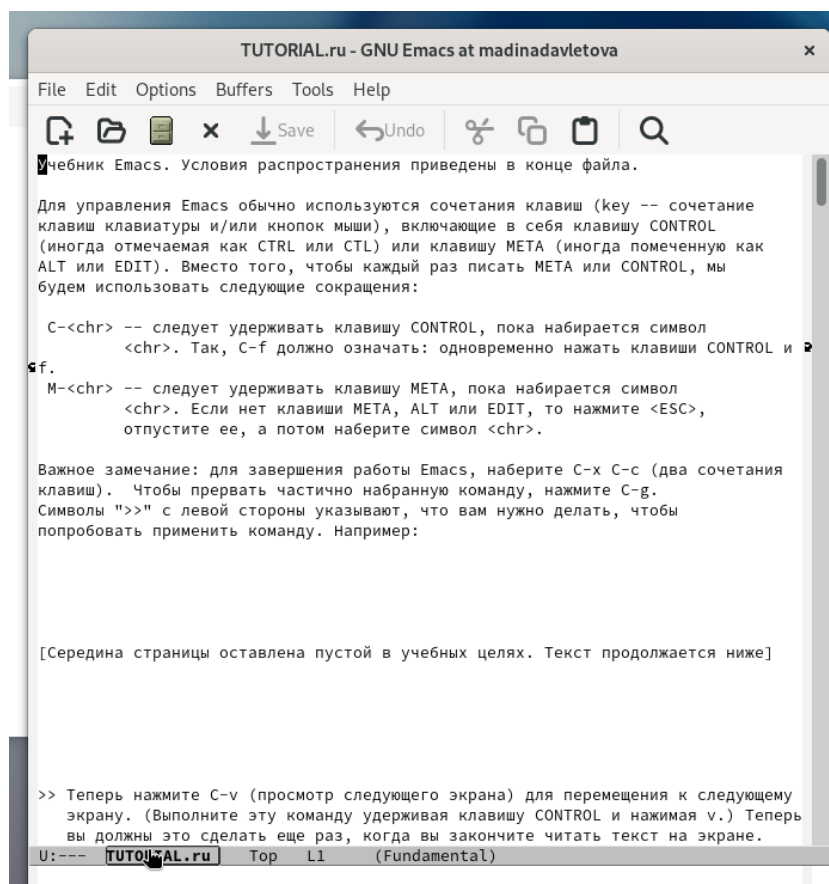 TUTORIAL.ru - GNU Emacs at madinadavletova
File Edit Options Buffers Tools Help
Save Undo
Учебник Emacs. Условия распространения приведены в конце файла.
Для управления Emacs обычно используются сочетания клавиш (key -- сочетание
клавиш клавиатуры и/или кнопок мыши), включающие в себя клавишу CONTROL
(иногда отмечаемая как CTRL или CTL) или клавишу META (иногда помеченную как
ALT или EDIT). Вместо того, чтобы каждый раз писать META или CONTROL, мы
будем использовать следующие сокращения:
C-<chr> -- следует удерживать клавишу CONTROL, пока набирается символ
<chr>. Так, C-f должно означать: одновременно нажать клавиши CONTROL и
f.
M-<chr> -- следует удерживать клавишу META, пока набирается символ
<chr>. Если нет клавиши META, ALT или EDIT, то нажмите <ESC>,
отпустите ее, а потом наберите символ <chr>.
Важное замечание: для завершения работы Emacs, наберите C-x C-c (два сочетания
клавиш). Чтобы прервать частично набранную команду, нажмите C-g.
Символы ">>" с левой стороны указывают, что вам нужно делать, чтобы
попробовать применить команду. Например:
[Середина страницы оставлена пустой в учебных целях. Текст продолжается ниже]
>> Теперь нажмите C-v (просмотр следующего экрана) для перемещения к следующему
экрану. (Выполните эту команду удерживая клавишу CONTROL и нажимая v.) Теперь
вы должны это сделать еще раз, когда вы закончите читать текст на экране.
U:--- TUTORIAL.ru Top L1 (Fundamental)